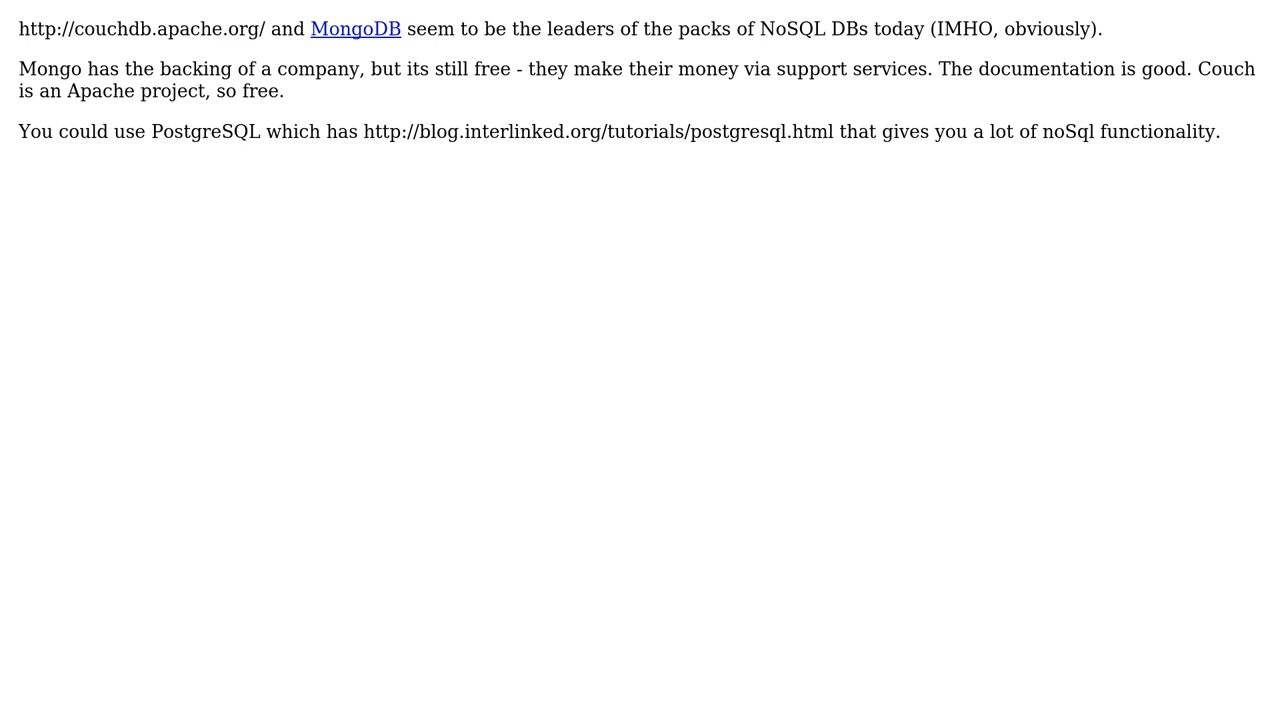 http://couchdb.apache.org/ and MongoDB seem to be the leaders of the packs of NoSQL DBs today (IMHO, obviously).
Mongo has the backing of a company, but its still free - they make their money via support services. The documentation is good. Couch
is an Apache project, so free.
You could use PostgreSQL which has http://blog.interlinked.org/tutorials/postgresql.html that gives you a lot of noSql functionality.